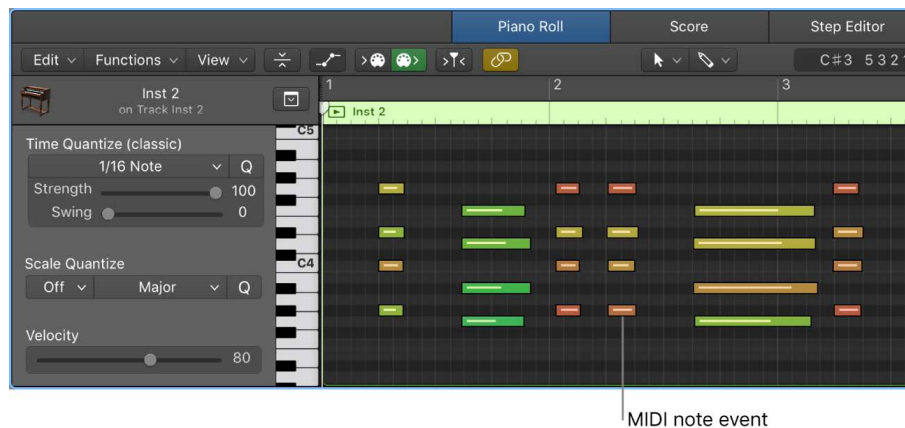 Piano Roll Score Step Editor
Edit Functions View C#3 5 3 2 1
Inst 2
on Track Inst 2
1 2 3
Inst 2
Time Quantize (classic)
1/16 Note Q
Strength 100
Swing 0
Scale Quantize
Off Major Q
Velocity
80
C5
C4
MIDI note event